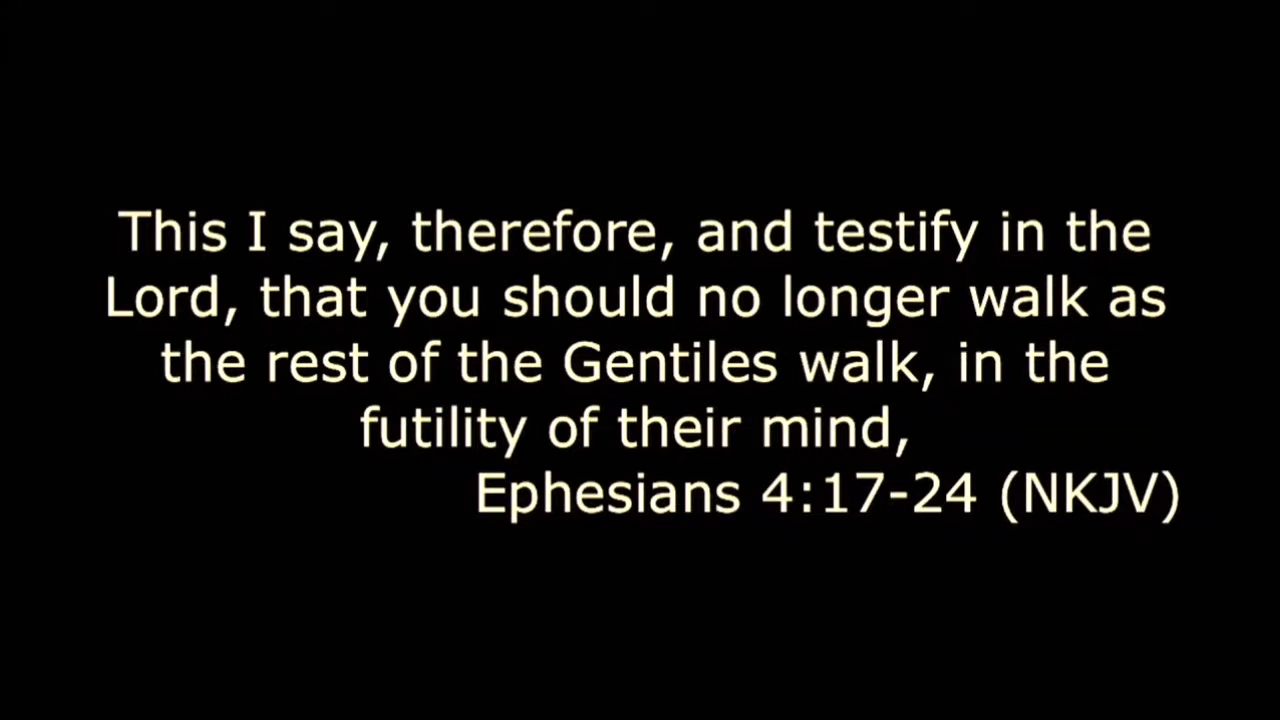 This I say, therefore, and testify in the
Lord, that you should no longer walk as
the rest of the Gentiles walk, in the
futility of their mind,
Ephesians 4:17-24 (NKJV)